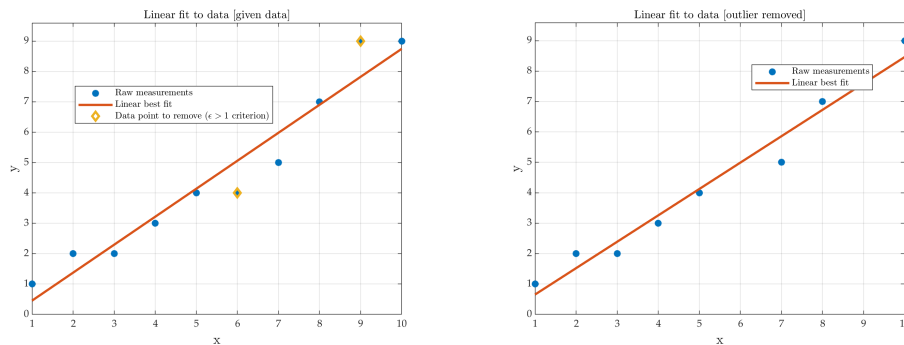 Linear fit to data [given data]
9
8
7
6
5
4
3
2
1
0
y
Raw measurements
Linear best fit
Data point to remove (ϵ > 1 criterion)
1 2 3 4 5 6 7 8 9 10
x
Linear fit to data [outlier removed]
9
8
7
6
5
4
3
2
1
0
y
Raw measurements
Linear best fit
1 2 3 4 5 6 7 8 9
x